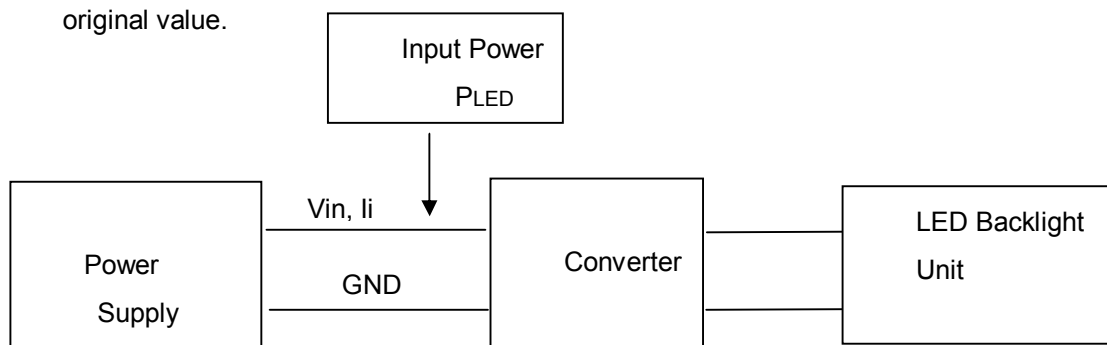 original value.
Input Power
PLED
Vin, Ii
GND
Power
Supply
Converter
LED Backlight
Unit